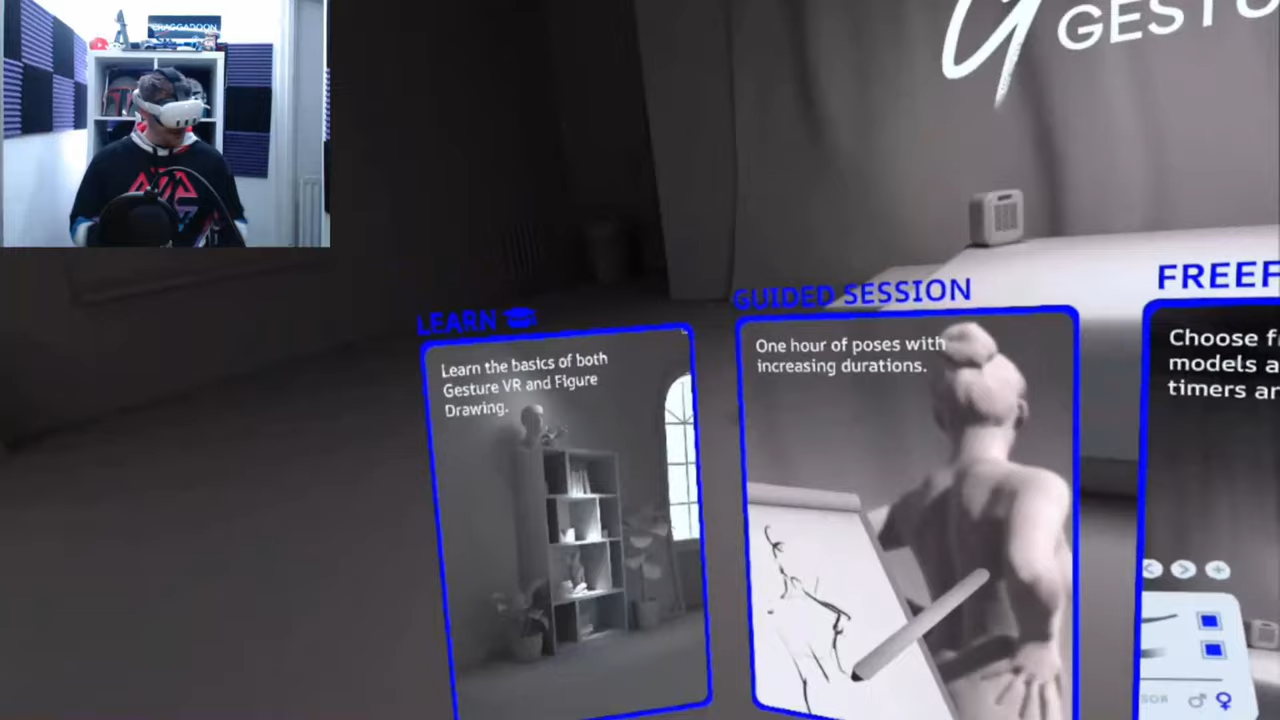 CHAGGADOON
GESTU
LEARN
Learn the basics of both
Gesture VR and Figure
Drawing.
GUIDED SESSION
One hour of poses with
increasing durations.
FREEF
Choose f
models a
timers ar